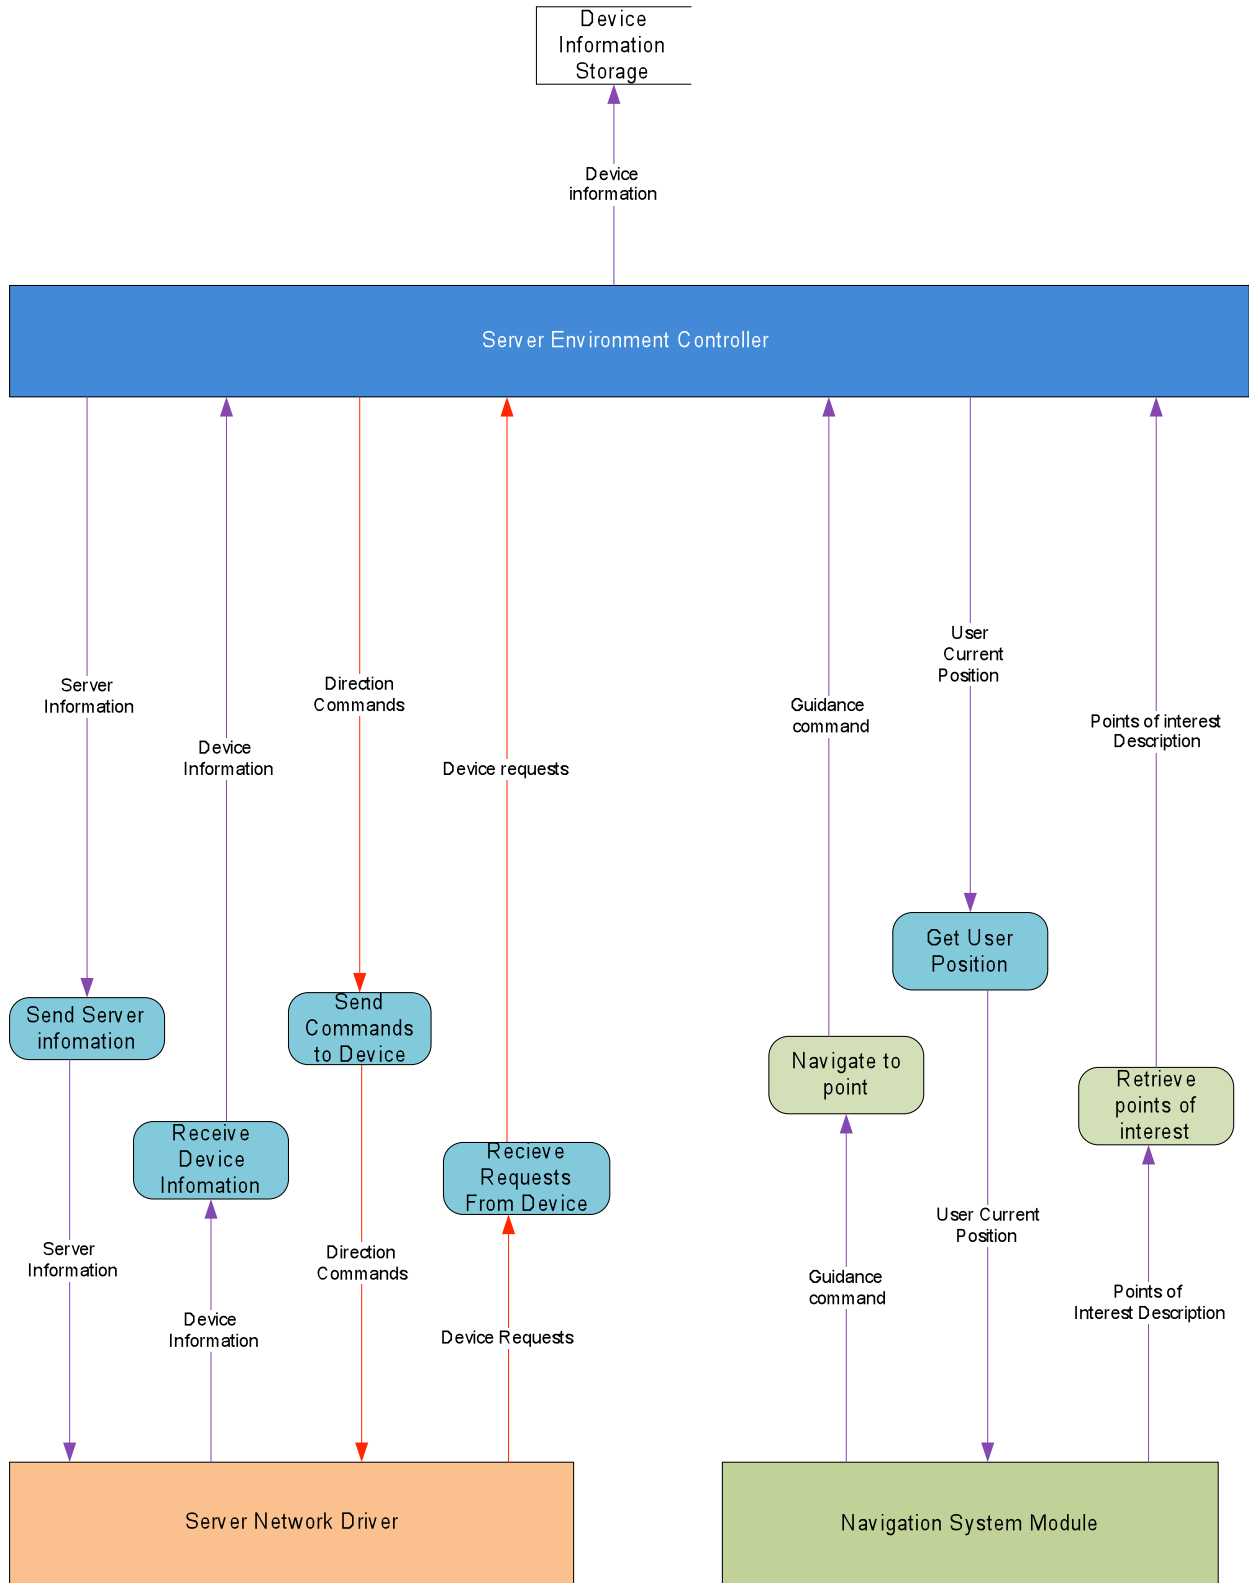 Device
Information
Storage
Device
information
Server Environment Controller
User
Current
Position
Server
Information
Direction
Commands
Guidance
command
Points of interest
Description
Device
Information
Device requests
Get User
Position
Send Server
infomation
Send
Commands
to Device
Navigate to
point
Retrieve
points of
interest
Receive
Device
Infomation
Recieve
Requests
From Device
User Current
Position
Server
Information
Direction
Commands
Guidance
command
Points of
Interest Description
Device
Information
Device Requests
Server Network Driver
Navigation System Module